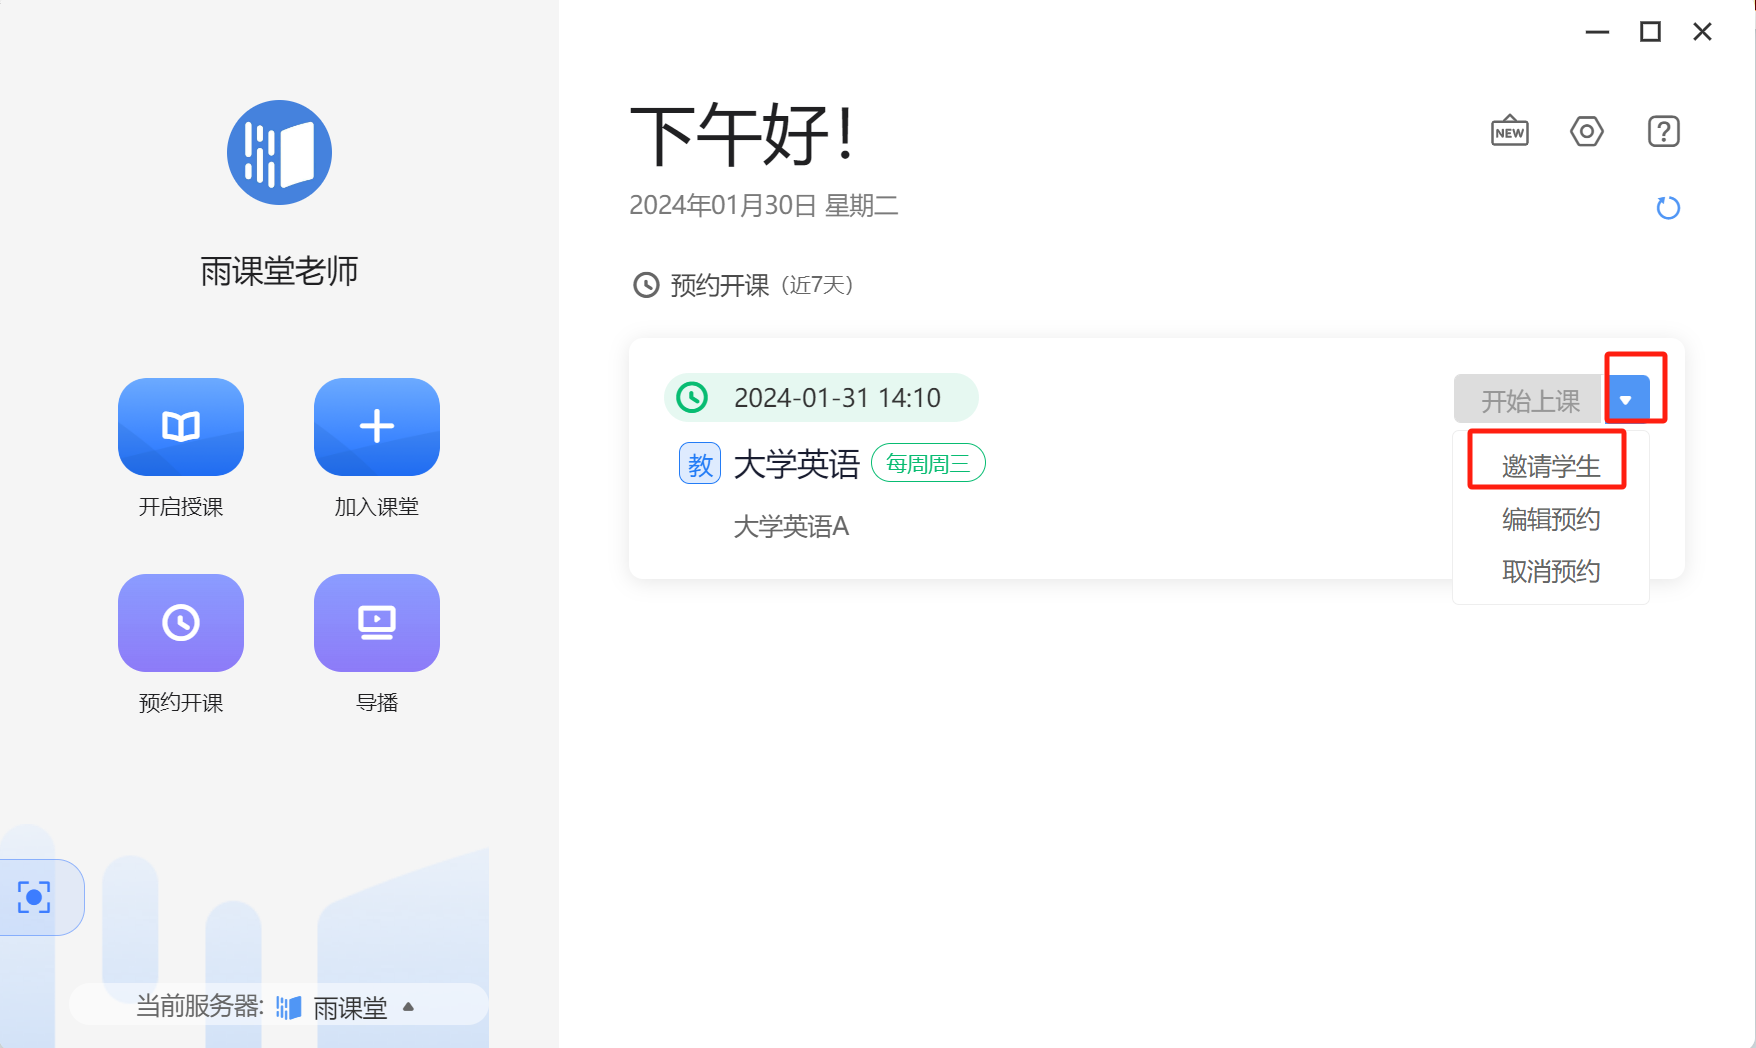 雨课堂老师
开启授课
加入课堂
预约开课
导播
当前服务器: 雨课堂
下午好！
NEW
2024年01月30日 星期二
预约开课（近7天）
2024-01-31 14:10
开始上课
教 大学英语 每周周三
大学英语A
邀请学生
编辑预约
取消预约